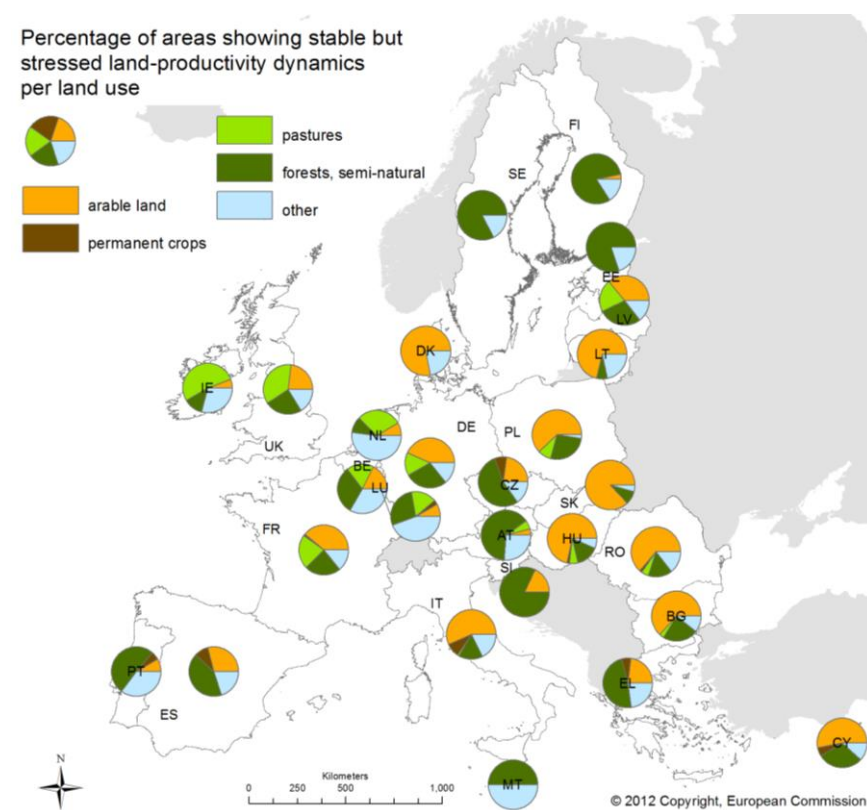 Percentage of areas showing stable but
stressed land-productivity dynamics
per land use
pastures
forests, semi-natural
arable land
other
permanent crops
FI
SE
EE
LV
DK
LT
IE
UK
NL
DE
PL
BE
LU
CZ
SK
FR
AT
HU
RO
SI
IT
BG
PT
ES
EL
CY
MT
N
Kilometers
0 250 500 1,000
© 2012 Copyright, European Commission